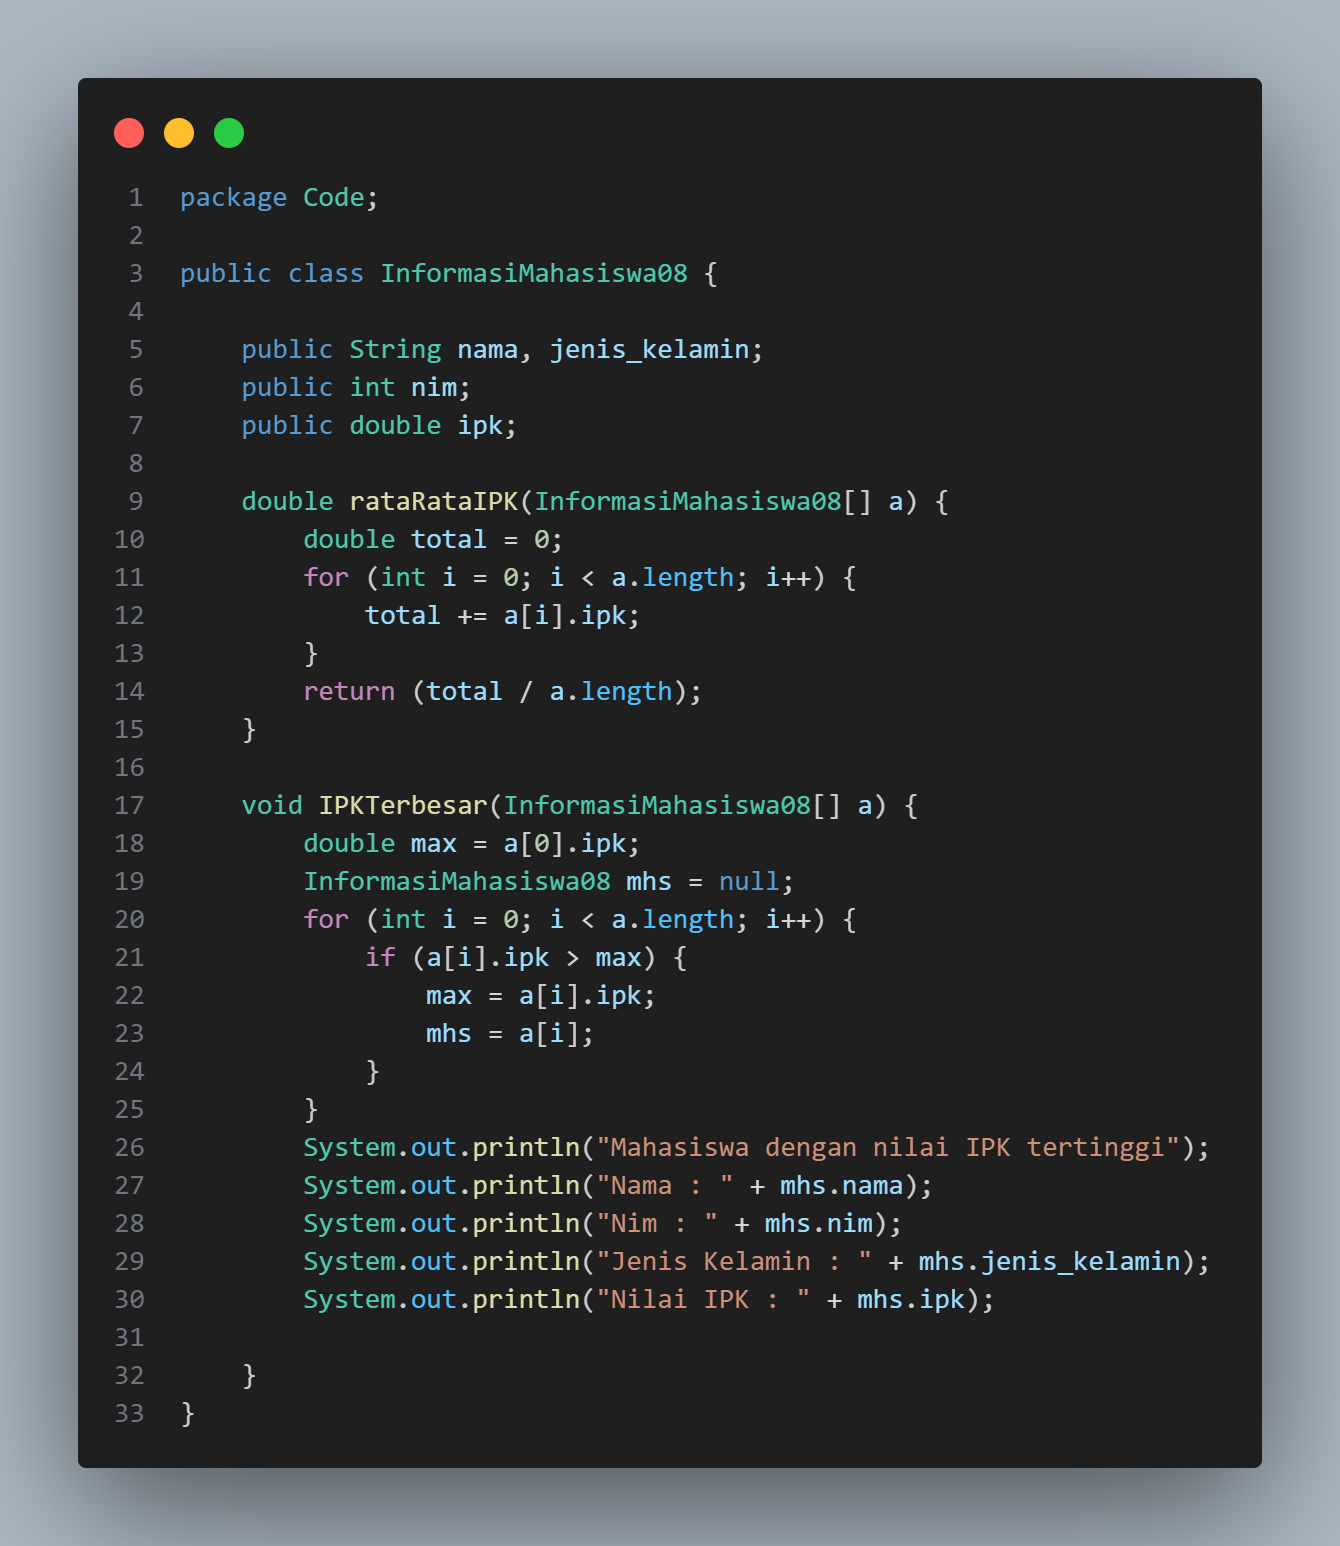 1 package Code;
2
3 public class InformasiMahasiswa08 {
4
5     public String nama, jenis_kelamin;
6     public int nim;
7     public double ipk;
8
9     double rataRataIPK(InformasiMahasiswa08[] a) {
10         double total = 0;
11         for (int i = 0; i < a.length; i++) {
12             total += a[i].ipk;
13         }
14         return (total / a.length);
15     }
16
17     void IPKTerbesar(InformasiMahasiswa08[] a) {
18         double max = a[0].ipk;
19         InformasiMahasiswa08 mhs = null;
20         for (int i = 0; i < a.length; i++) {
21             if (a[i].ipk > max) {
22                 max = a[i].ipk;
23                 mhs = a[i];
24             }
25         }
26         System.out.println("Mahasiswa dengan nilai IPK tertinggi");
27         System.out.println("Nama : " + mhs.nama);
28         System.out.println("Nim : " + mhs.nim);
29         System.out.println("Jenis Kelamin : " + mhs.jenis_kelamin);
30         System.out.println("Nilai IPK : " + mhs.ipk);
31
32     }
33 }